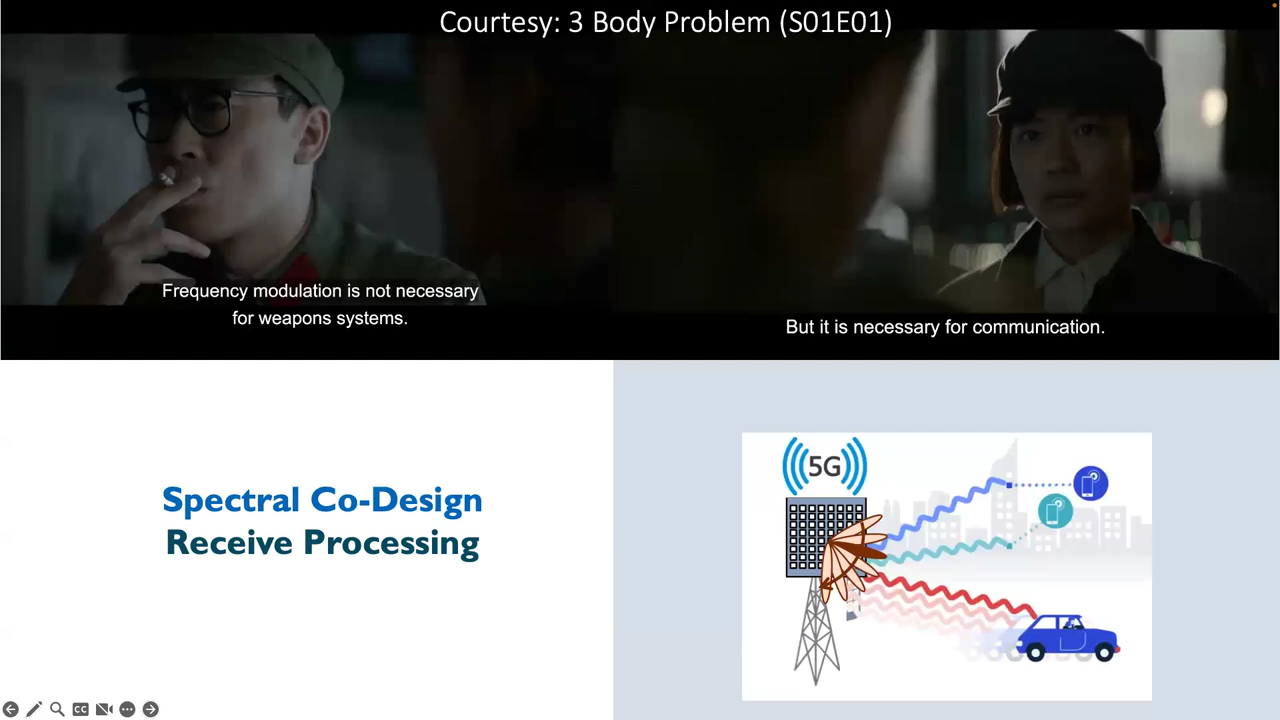 Courtesy: 3 Body Problem (S01E01)
Frequency modulation is not necessary
for weapons systems.
But it is necessary for communication.
Spectral Co-Design
Receive Processing
5G
CC